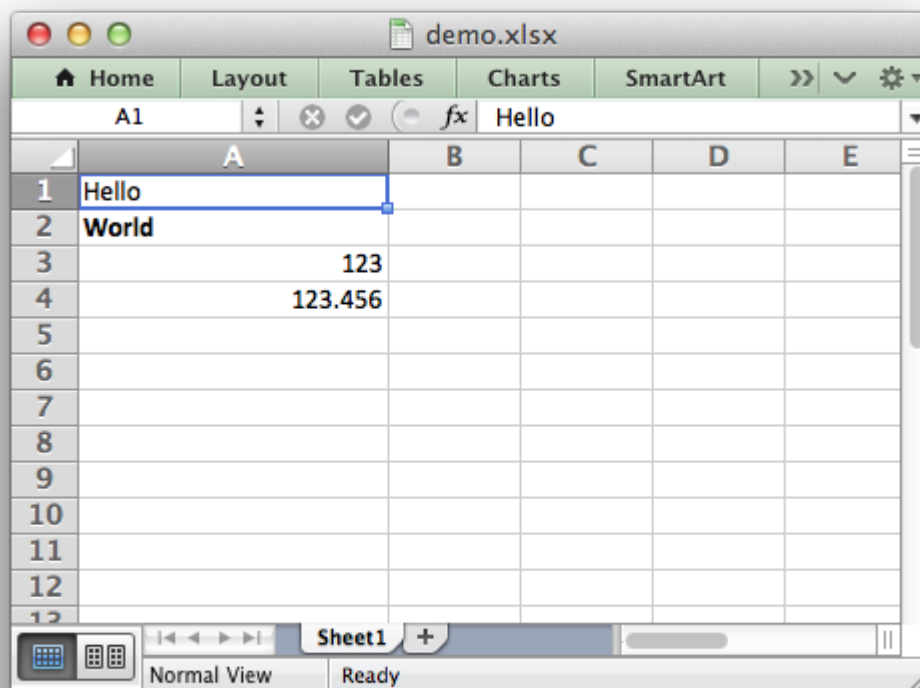 demo.xlsx
Home Layout Tables Charts SmartArt
A1 fx Hello
A B C D E
1 Hello
2 World
3 123
4 123.456
5
6
7
8
9
10
11
12
13
Sheet1 +
Normal View Ready